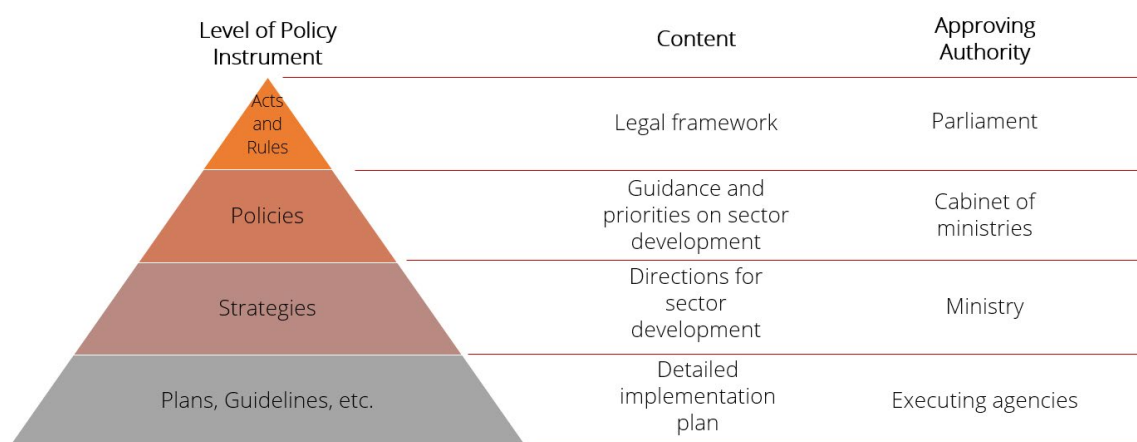 Level of Policy
Instrument
Content
Approving
Authority
Acts
and
Rules
Legal framework
Parliament
Policies
Guidance and
priorities on sector
development
Cabinet of
ministries
Strategies
Directions for
sector
development
Ministry
Plans, Guidelines, etc.
Detailed
implementation
plan
Executing agencies